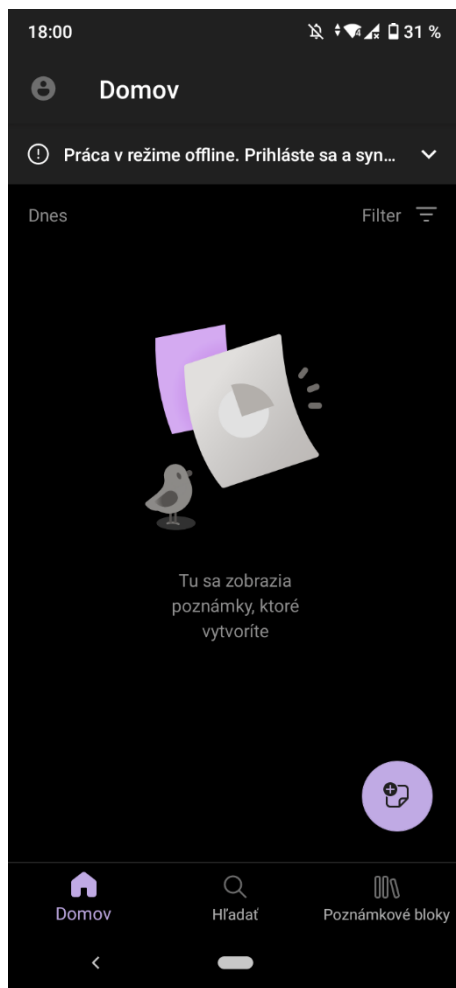 18:00 31 %
Domov
Práca v režime offline. Prihláste sa a syn...
Dnes Filter
Tu sa zobrazia
poznámky, ktoré
vytvoríte
Domov Hľadať Poznámkové bloky